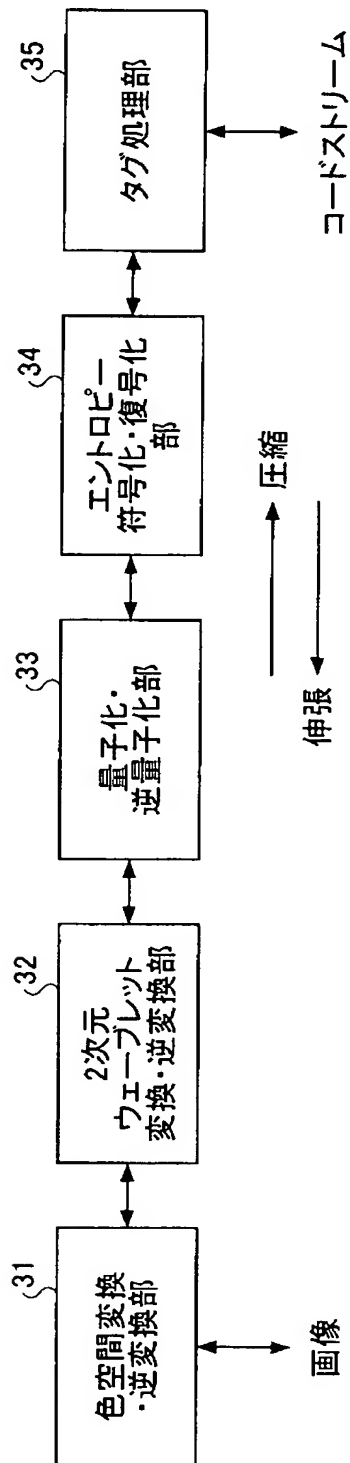 31
色空間変換
・逆変換部
画像
32
2次元
ウェーブレット
変換・逆変換部
33
量子化・
逆量子化部
34
エントロピー
符号化・復号化
部
35
タグ処理部
コードストリーム
圧縮
伸張